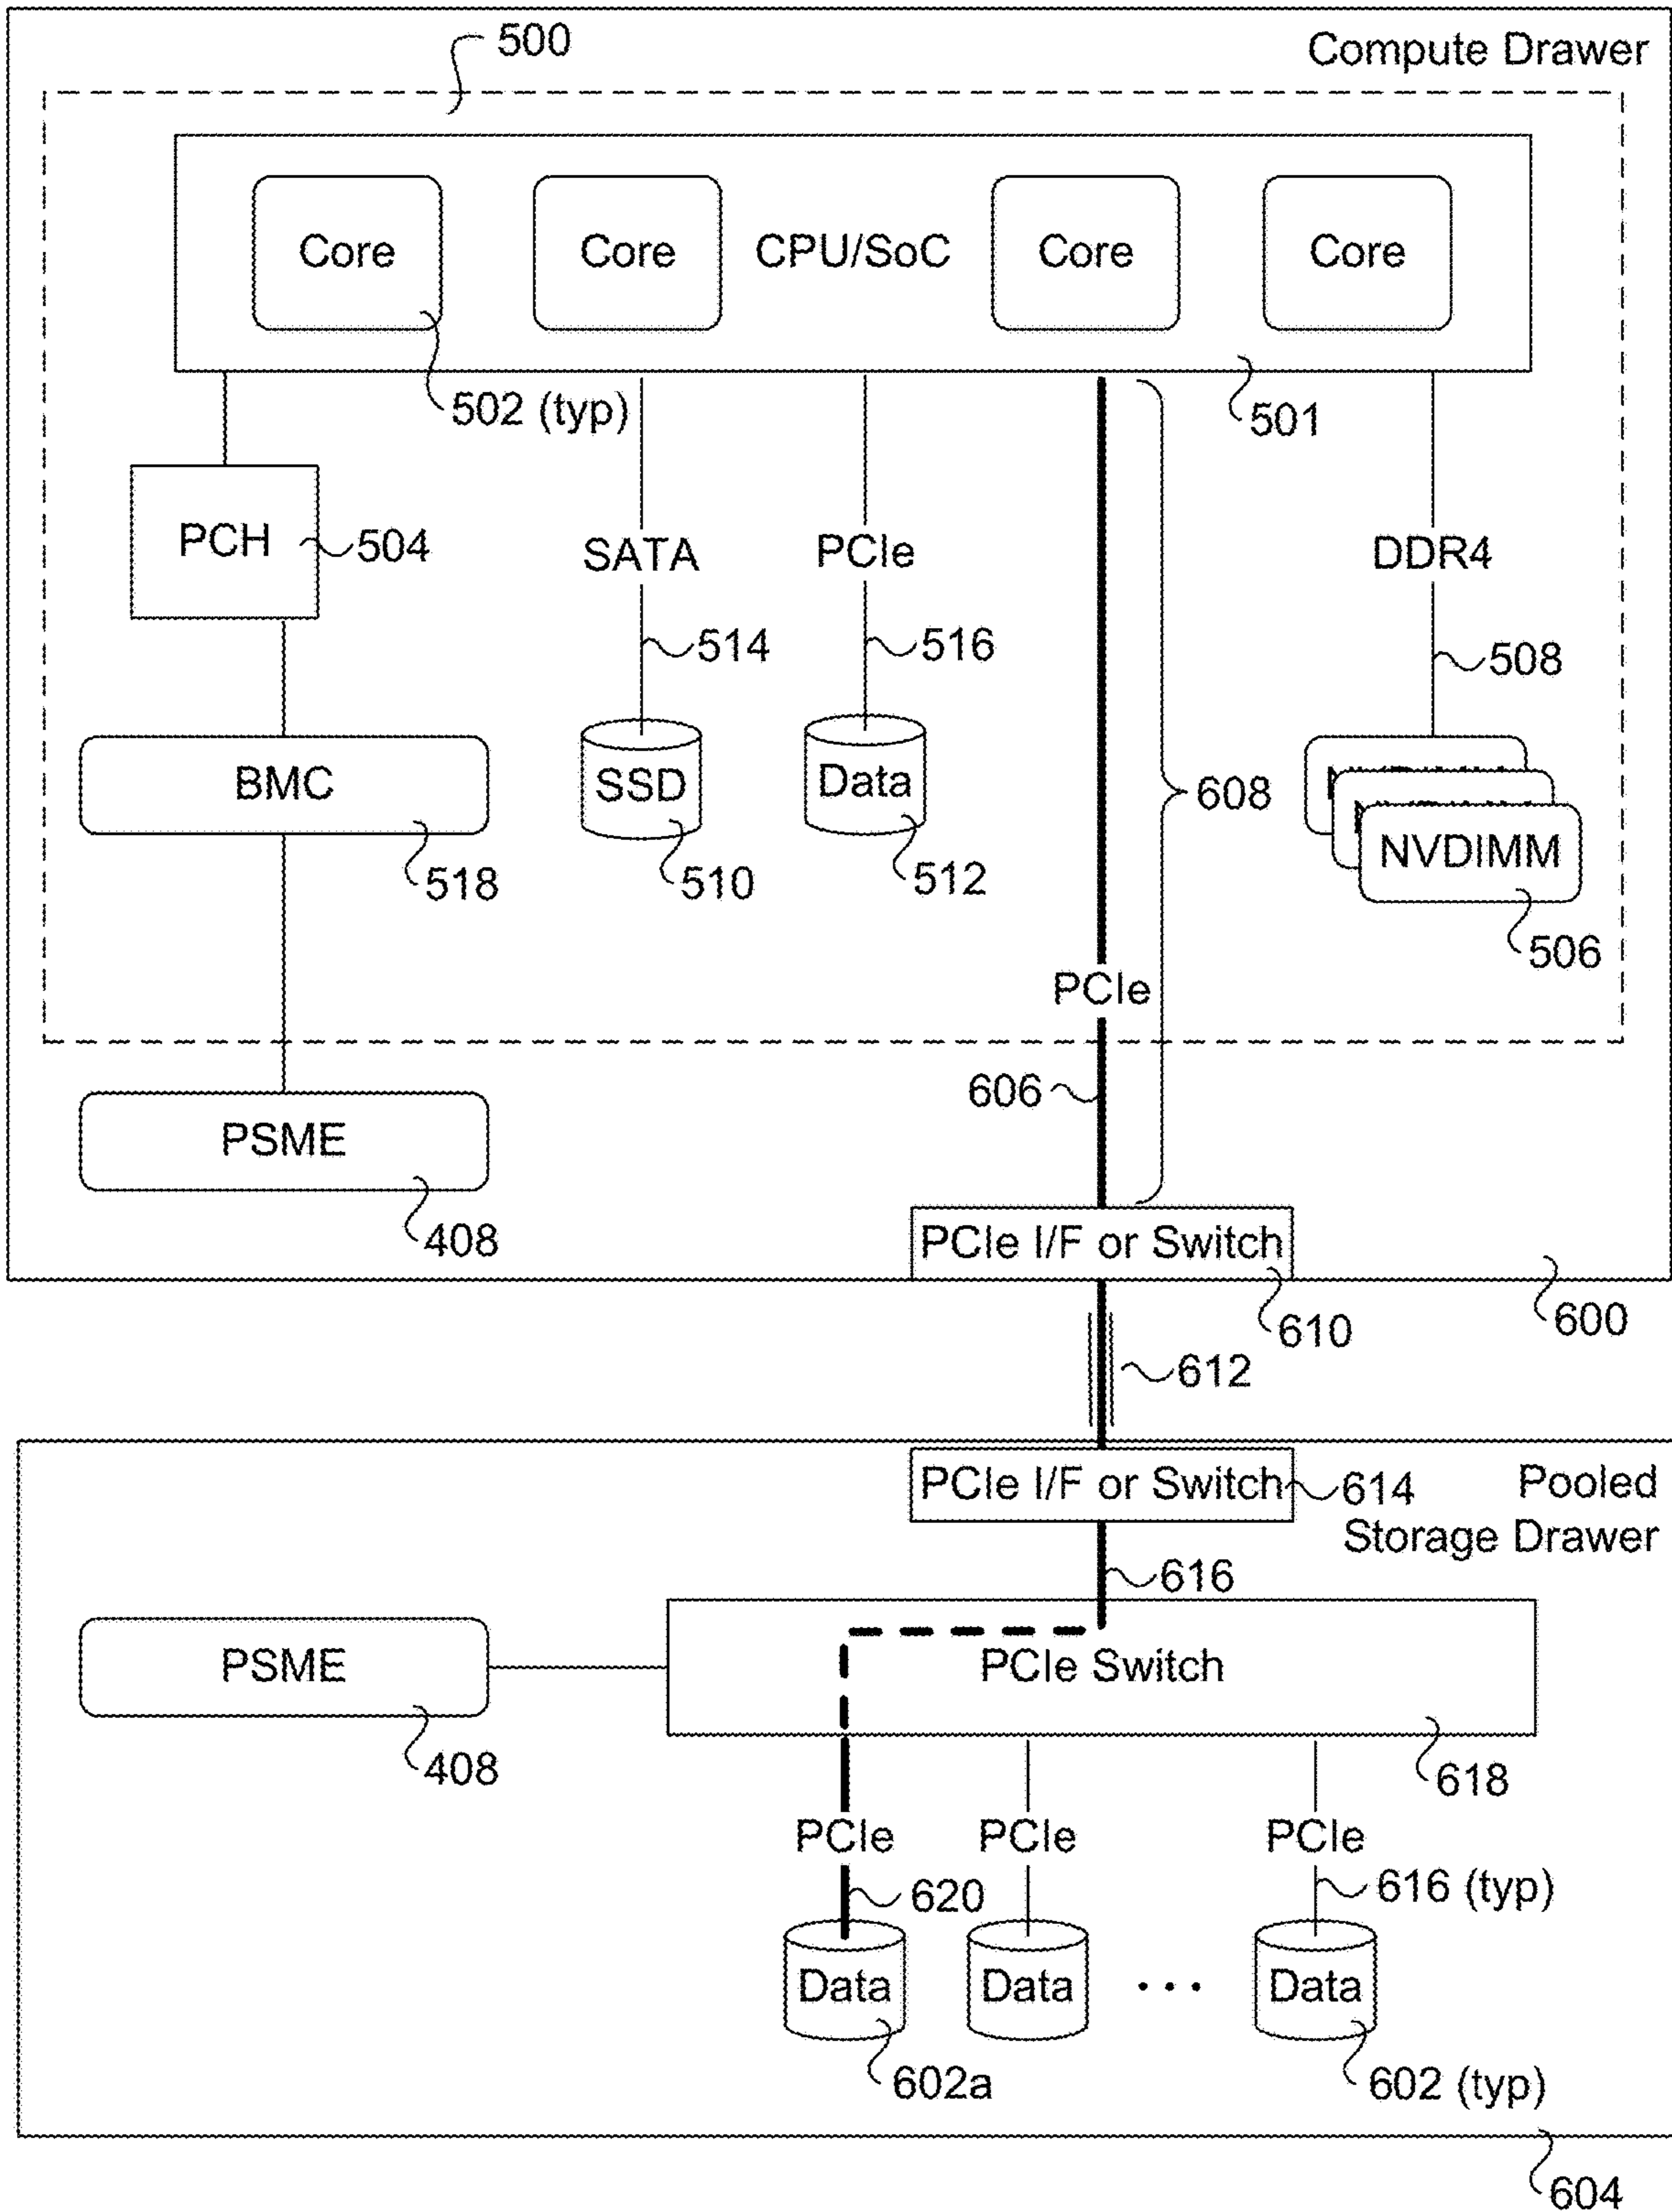 500
Compute Drawer
Core
Core
CPU/SoC
Core
Core
502 (typ)
501
PCH
504
SATA
PCIe
DDR4
514
516
508
BMC
SSD
Data
608
NVDIMM
518
510
512
506
PCIe
606
PSME
408
PCIe I/F or Switch
610
600
612
PCIe I/F or Switch
614
Pooled
Storage Drawer
616
PSME
PCIe Switch
408
618
PCIe
PCIe
PCIe
620
616 (typ)
Data
Data
• • •
Data
602a
602 (typ)
604